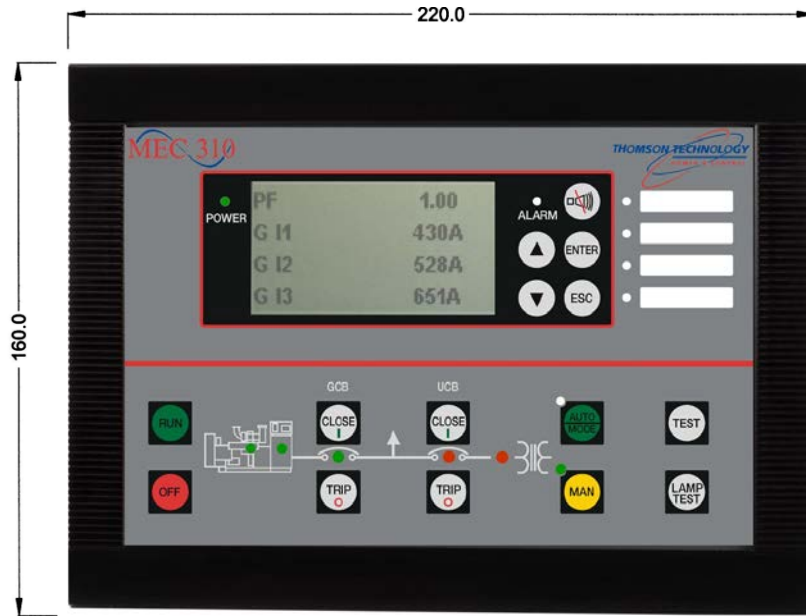 220.0
160.0
MEC 310
THOMSON TECHNOLOGY
POWER
PF 1.00
G I1 430A
G I2 528A
G I3 651A
ALARM
ENTER
ESC
GCB
UCB
RUN
CLOSE
I
CLOSE
I
AUTO
MODE
TEST
OFF
TRIP
O
TRIP
O
MAN
LAMP
TEST